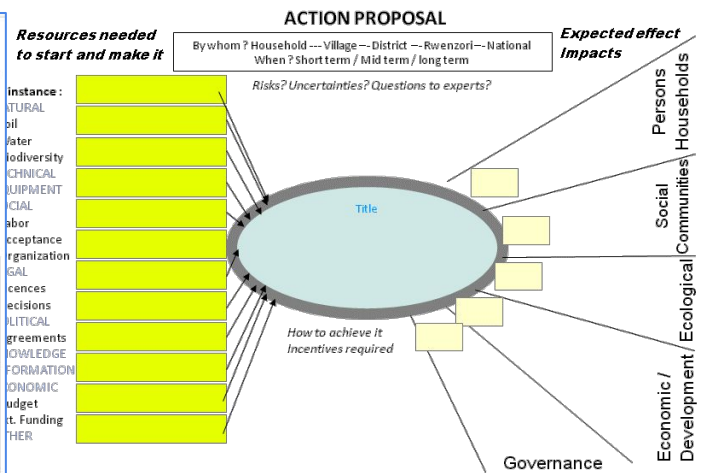 ACTION PROPOSAL
Resources needed
to start and make it
By whom ? Household --- Village --- District --- Rwenzori --- National
When ? Short term / Mid term / long term
Expected effect
Impacts
Risks? Uncertainties? Questions to experts?
instance :
ATURAL
oil
Vater
iodiversity
CHNICAL
QUIPMENT
OCIAL
abor
cceptance
rganization
GAL
cences
ecisions
OLITICAL
greements
NOWLEDGE
FORMATION
CONOMIC
udget
xt. Funding
THER
Title
How to achieve it
Incentives required
Persons
Households
Social
Communities
Ecological
Economic /
Development
Governance